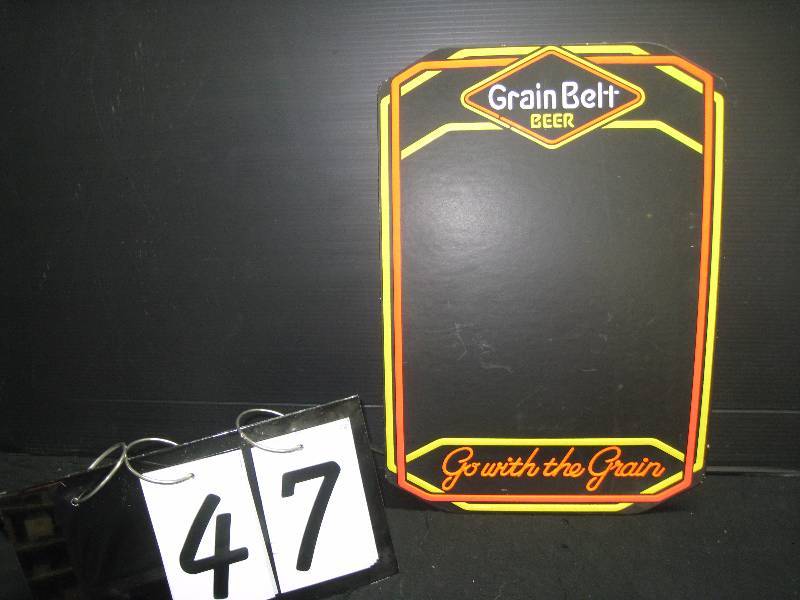 Grain Belt
BEER
Go with the Grain
47